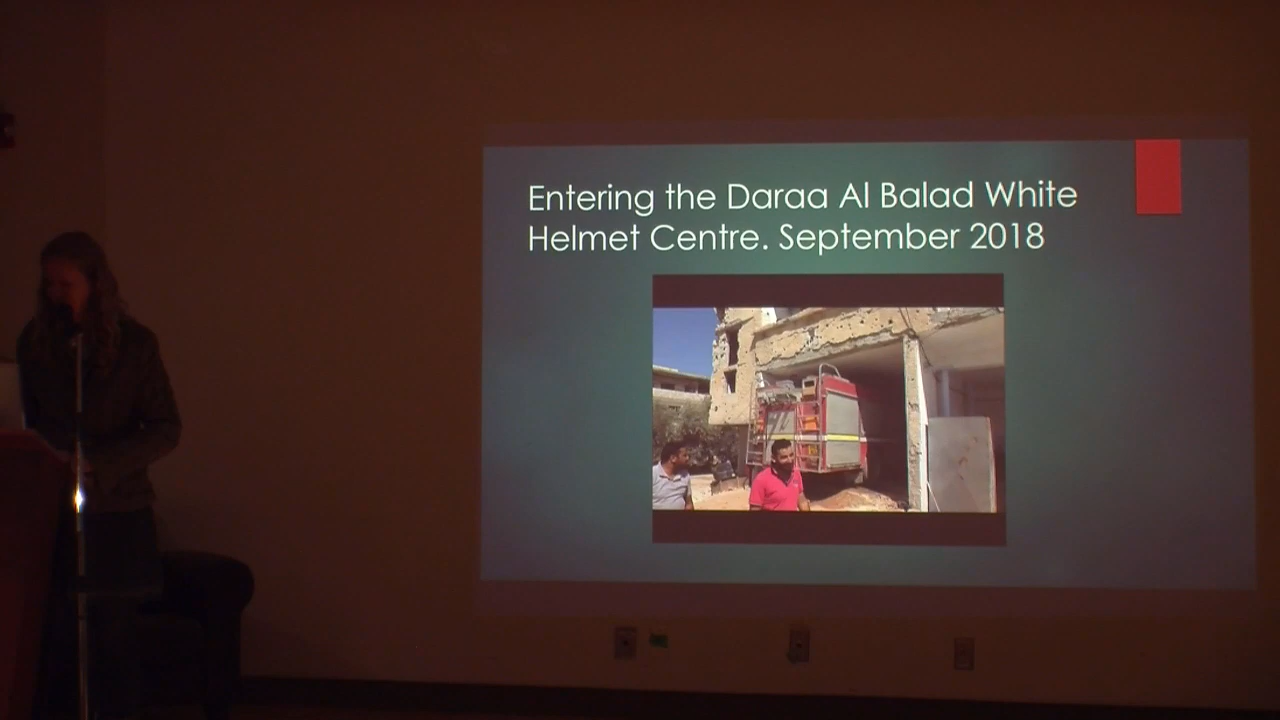 Entering the Daraa Al Balad White
Helmet Centre. September 2018